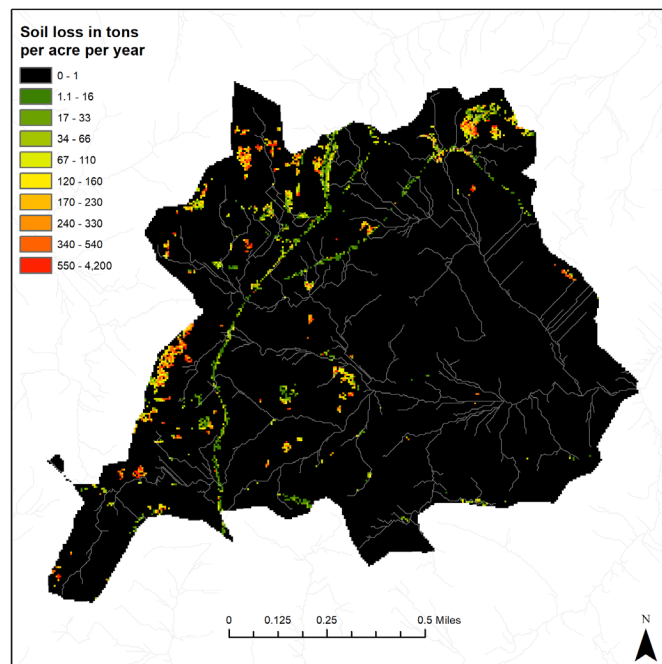 Soil loss in tons
per acre per year
0 - 1
1.1 - 16
17 - 33
34 - 66
67 - 110
120 - 160
170 - 230
240 - 330
340 - 540
550 - 4,200
0 0.125 0.25 0.5 Miles
N